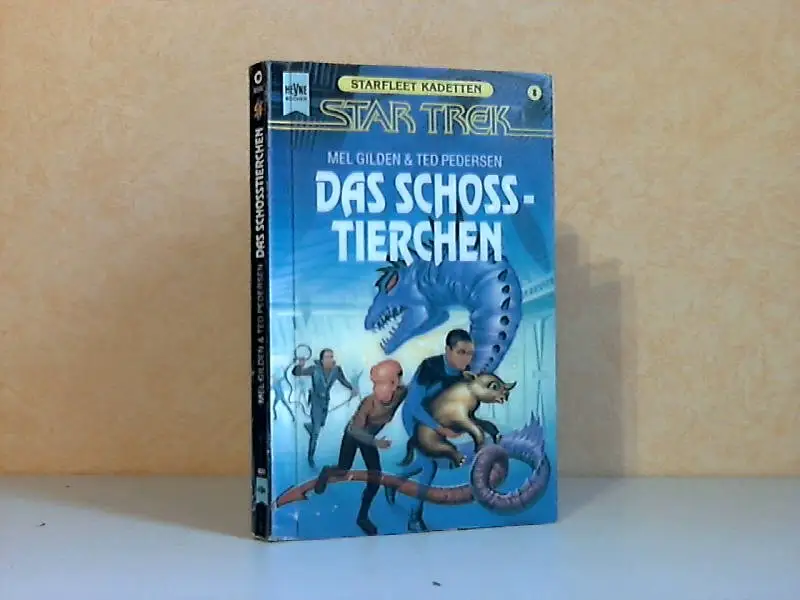 HEYNE
BÜCHER
STARFLEET KADETTEN
8
STAR TREK
MEL GILDEN & TED PEDERSEN
DAS SCHOSS-
TIERCHEN
MEL GILDEN & TED PEDERSEN DAS SCHOSSTIERCHEN